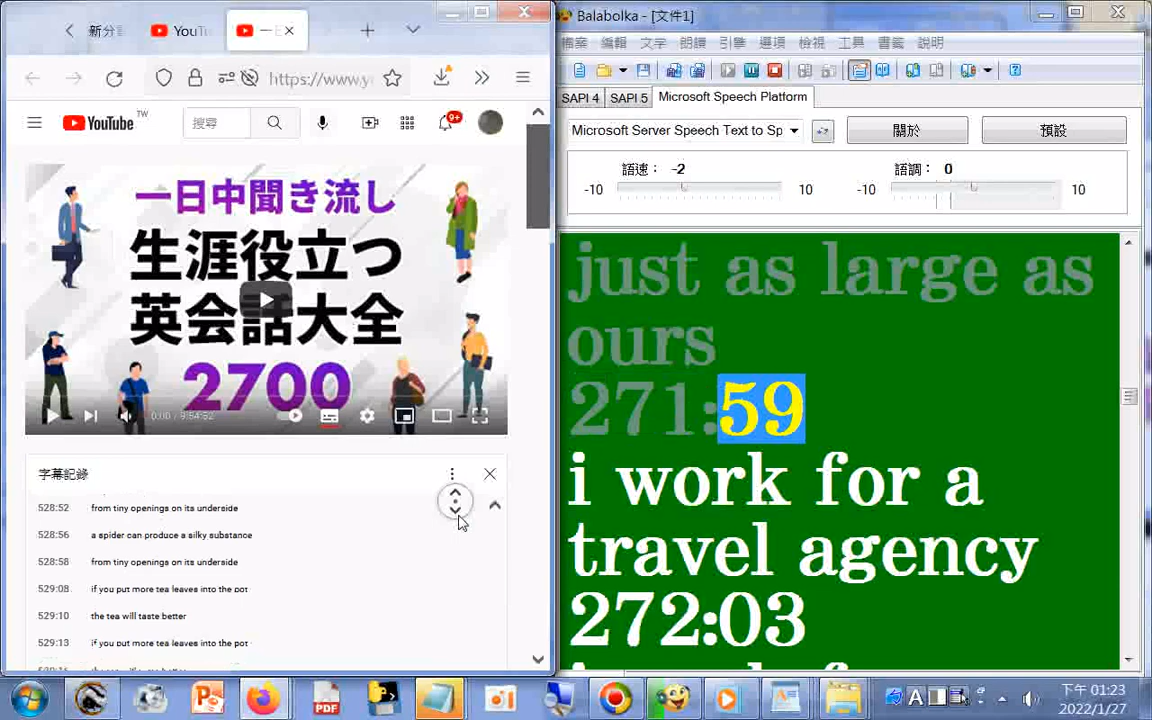 Balabolka - [文件1]
新分
YouTu
一E
https://www.y
檔案 編輯 文字 朗讀 引擎 選項 檢視 工具 書籤 說明
SAPI 4 SAPI 5 Microsoft Speech Platform
YouTube TW
搜尋
9+
Microsoft Server Speech Text to Sp
關於
預設
語速： -2
語調： 0
-10 10
-10 10
一日中聞き流し
生涯役立つ
英会話大全
2700
0:00 / 9:54:52
just as large as
ours
271:59
i work for a
travel agency
272:03
字幕記錄
528:52 from tiny openings on its underside
528:56 a spider can produce a silky substance
528:58 from tiny openings on its underside
529:08 if you put more tea leaves into the pot
529:10 the tea will taste better
529:13 if you put more tea leaves into the pot
PDF
A
下午 01:23
2022/1/27